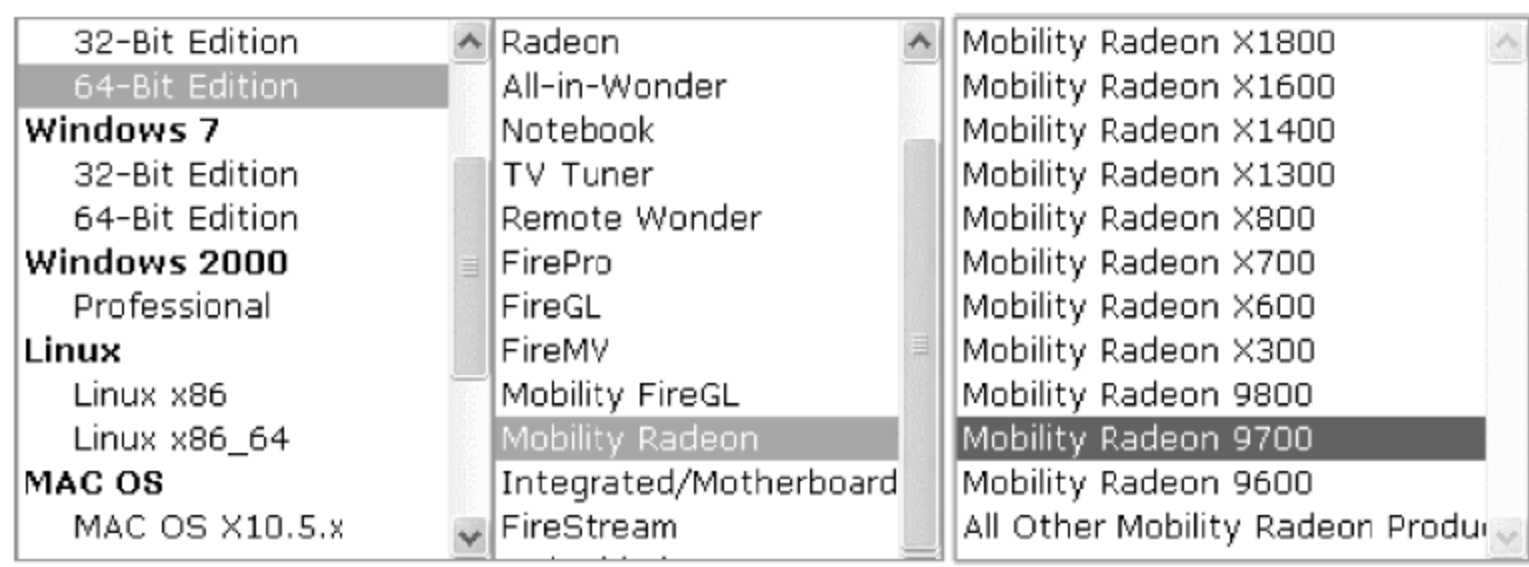 32-Bit Edition
64-Bit Edition
Windows 7
32-Bit Edition
64-Bit Edition
Windows 2000
Professional
Linux
Linux x86
Linux x86_64
MAC OS
MAC OS X10.5.x
Radeon
All-in-Wonder
Notebook
TV Tuner
Remote Wonder
FirePro
FireGL
FireMV
Mobility FireGL
Mobility Radeon
Integrated/Motherboard
FireStream
Mobility Radeon X1800
Mobility Radeon X1600
Mobility Radeon X1400
Mobility Radeon X1300
Mobility Radeon X800
Mobility Radeon X700
Mobility Radeon X600
Mobility Radeon X300
Mobility Radeon 9800
Mobility Radeon 9700
Mobility Radeon 9600
All Other Mobility Radeon Produ